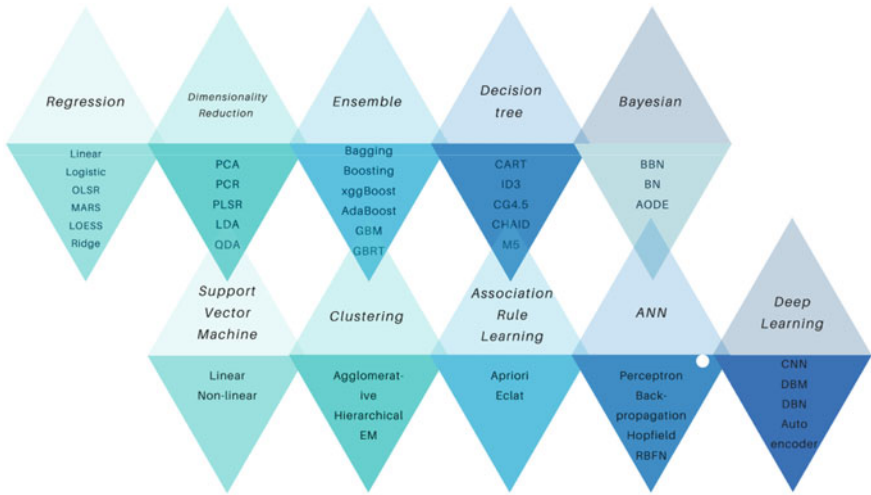 Regression
Linear
Logistic
OLSR
MARS
LOESS
Ridge
Dimensionality
Reduction
PCA
PCR
PLSR
LDA
QDA
Ensemble
Bagging
Boosting
xggBoost
AdaBoost
GBM
GBRT
Decision
tree
CART
ID3
CG4.5
CHAID
M5
Bayesian
BBN
BN
AODE
Support
Vector
Machine
Linear
Non-linear
Clustering
Agglomerat-
ive
Hierarchical
EM
Association
Rule
Learning
Apriori
Eclat
ANN
Perceptron
Back-
propagation
Hopfield
RBFN
Deep
Learning
CNN
DBM
DBN
Auto
encoder